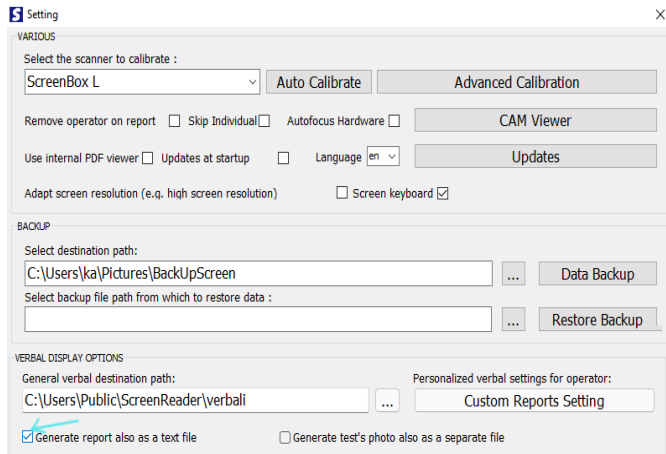 S Setting
VARIOUS
Select the scanner to calibrate :
ScreenBox L Auto Calibrate Advanced Calibration
Remove operator on report Skip Individual Autofocus Hardware CAM Viewer
Use internal PDF viewer Updates at startup Language en Updates
Adapt screen resolution (e.g. high screen resolution) Screen keyboard
BACKUP
Select destination path:
C:\Users\ka\Pictures\BackUpScreen ... Data Backup
Select backup file path from which to restore data :
... Restore Backup
VERBAL DISPLAY OPTIONS
General verbal destination path: Personalized verbal settings for operator:
C:\Users\Public\ScreenReader\verbali ... Custom Reports Setting
Generate report also as a text file Generate test's photo also as a separate file